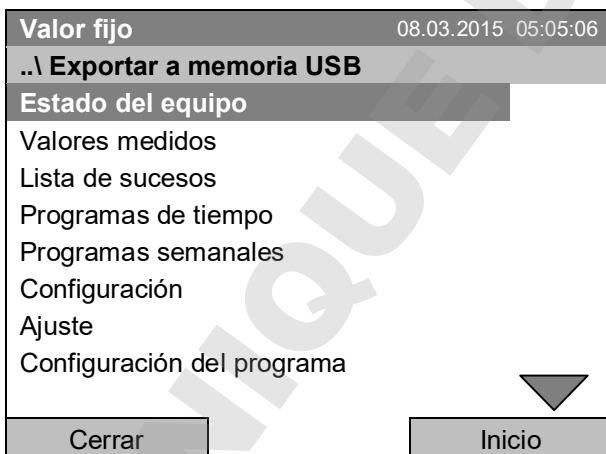 Valor fijo 08.03.2015 05:05:06
..\ Exportar a memoria USB
Estado del equipo
Valores medidos
Lista de sucesos
Programas de tiempo
Programas semanales
Configuración
Ajuste
Configuración del programa
Cerrar Inicio